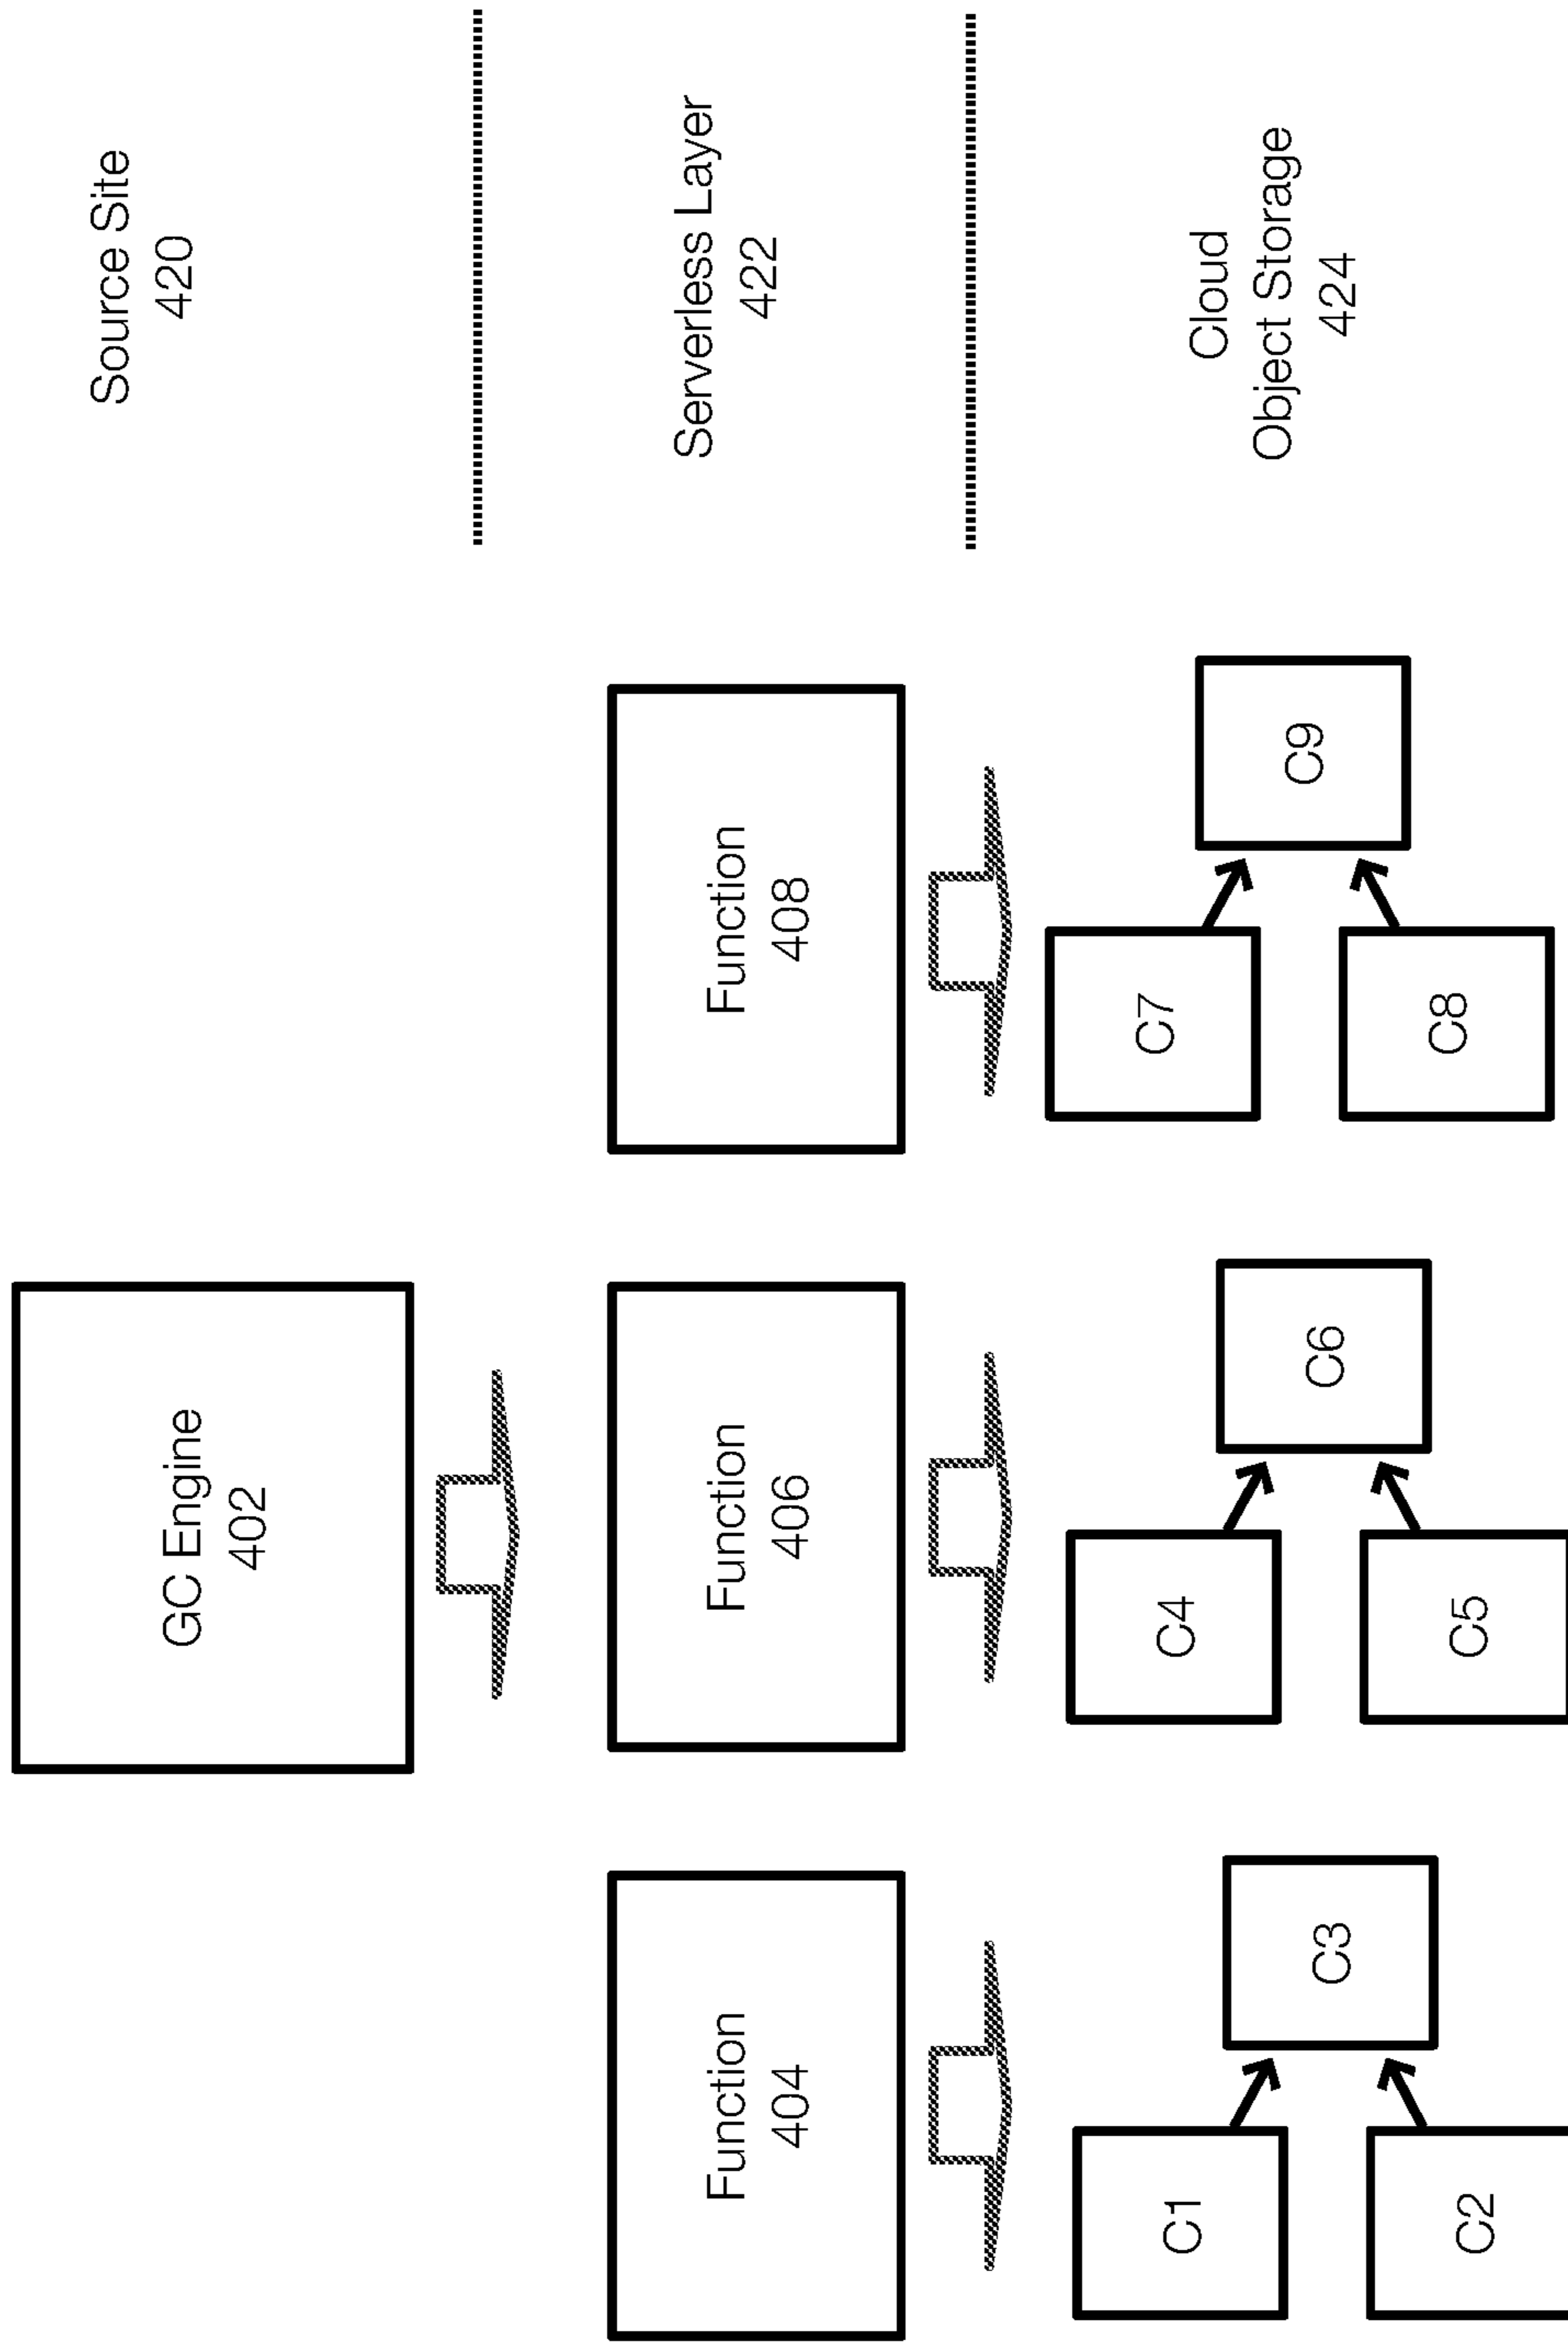 GC Engine
402
Source Site
420
Function
404
Function
406
Function
408
Serverless Layer
422
C1
C2
C3
C4
C5
C6
C7
C8
C9
Cloud
Object Storage
424